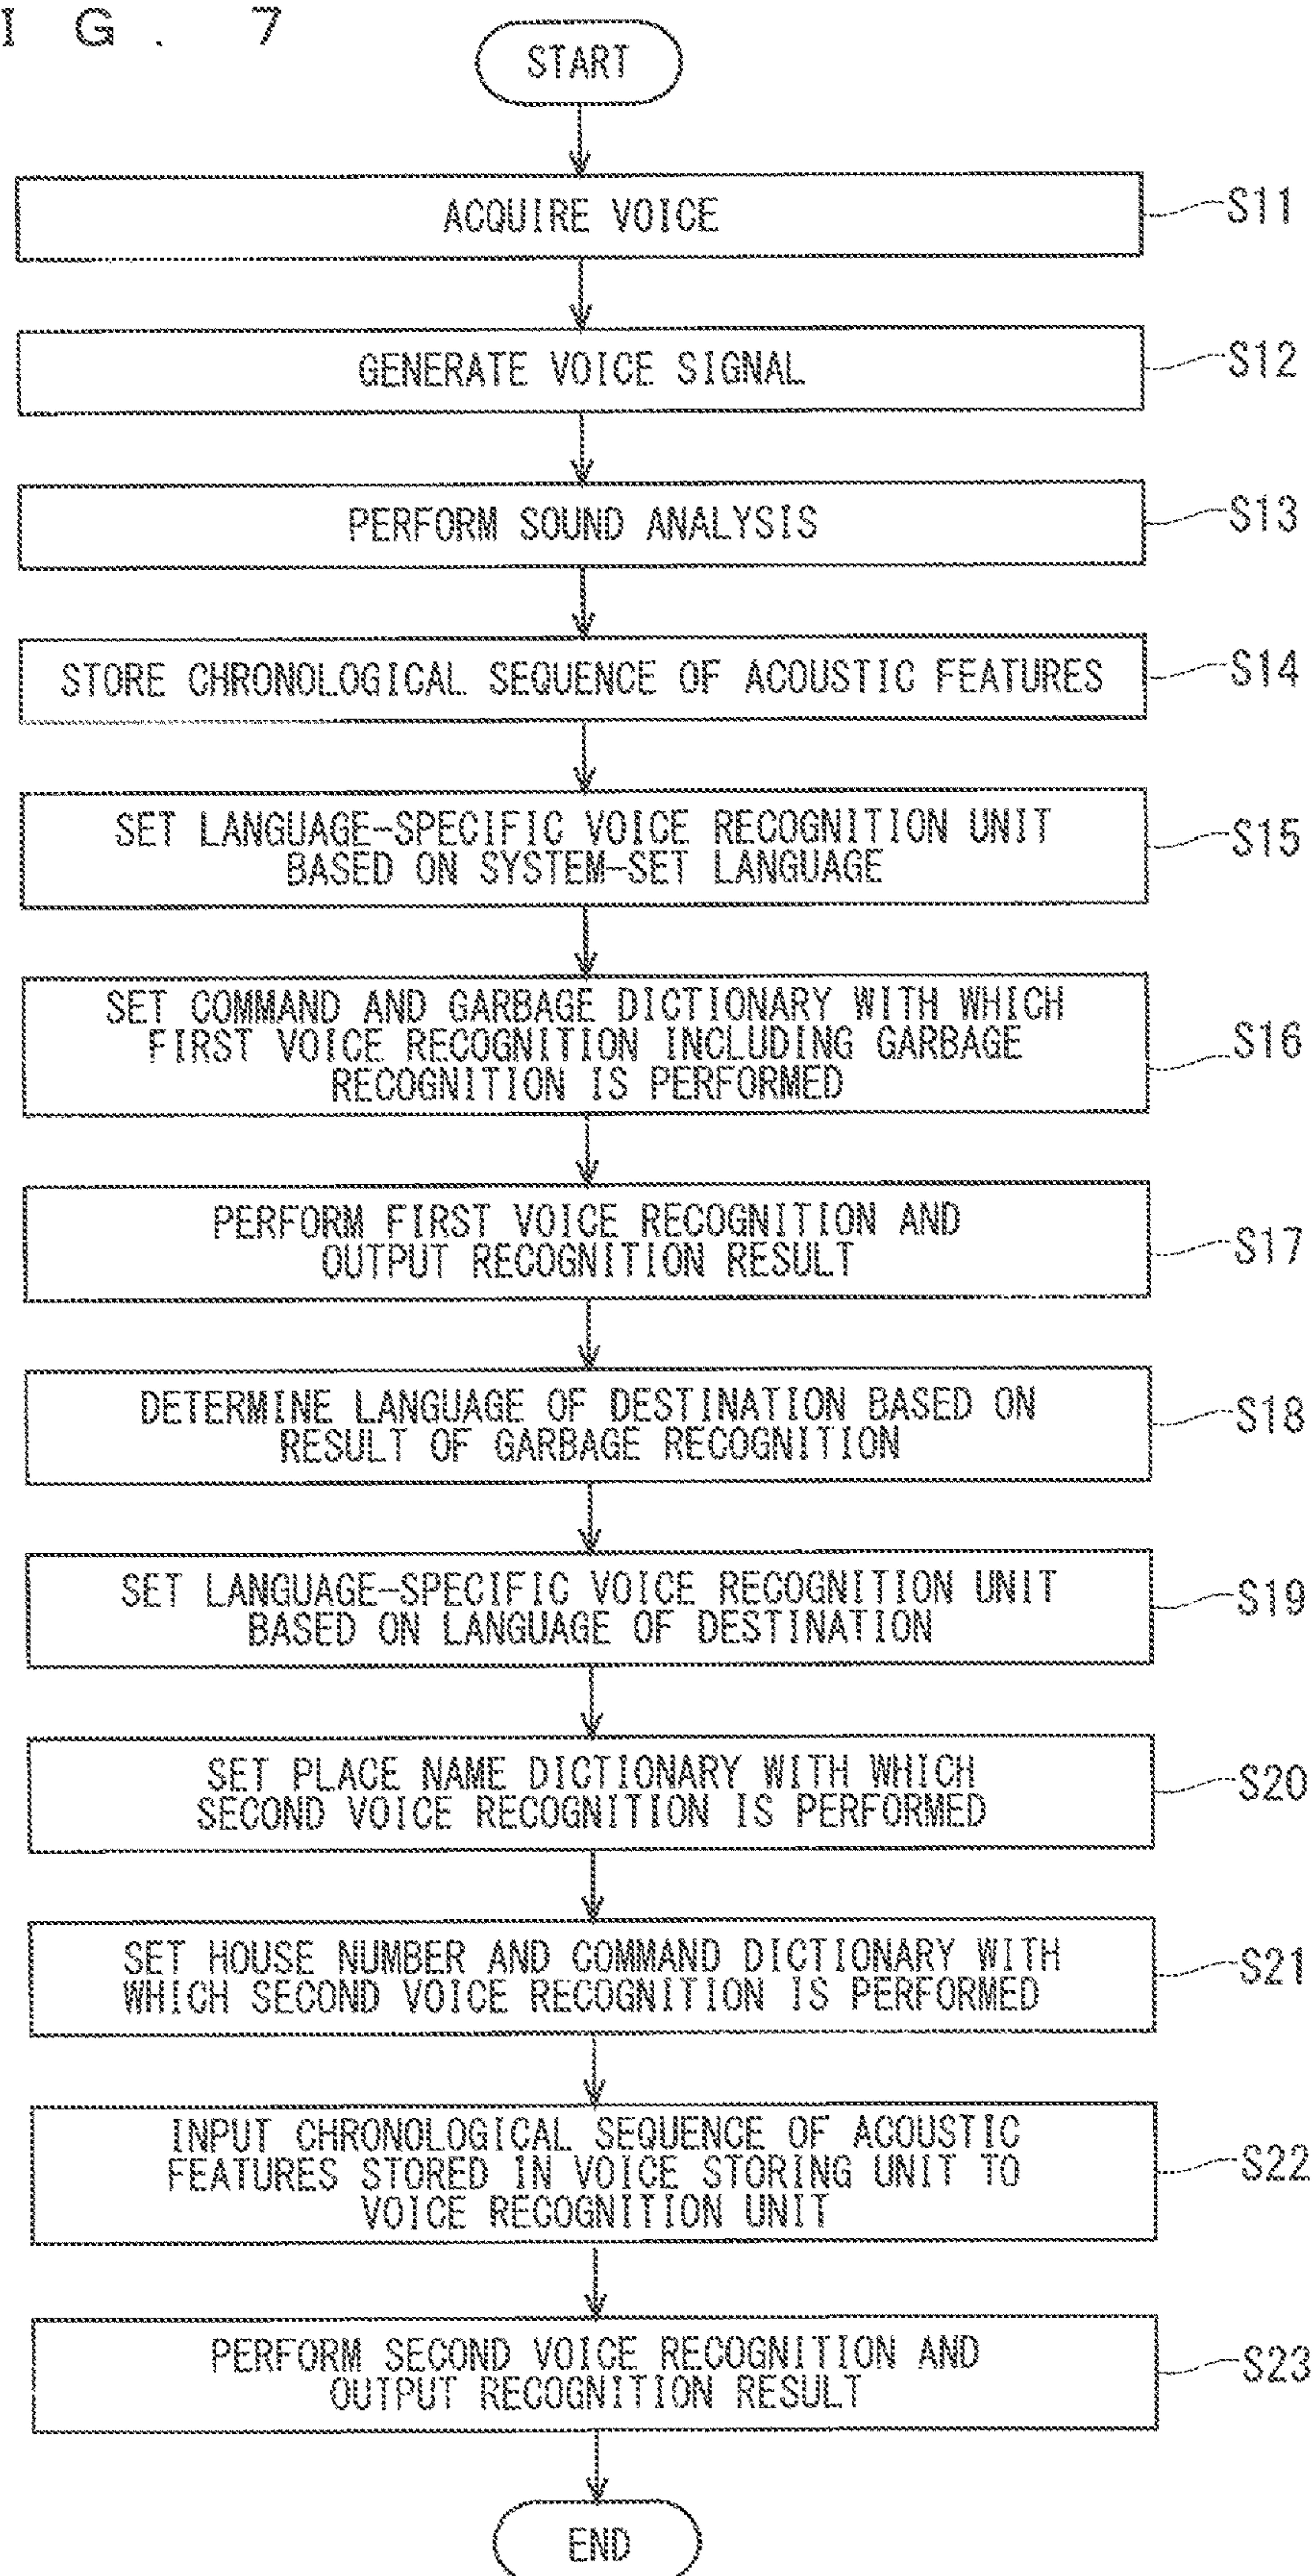 I G . 7
START
ACQUIRE VOICE
S11
GENERATE VOICE SIGNAL
S12
PERFORM SOUND ANALYSIS
S13
STORE CHRONOLOGICAL SEQUENCE OF ACOUSTIC FEATURES
S14
SET LANGUAGE-SPECIFIC VOICE RECOGNITION UNIT
BASED ON SYSTEM-SET LANGUAGE
S15
SET COMMAND AND GARBAGE DICTIONARY WITH WHICH
FIRST VOICE RECOGNITION INCLUDING GARBAGE
RECOGNITION IS PERFORMED
S16
PERFORM FIRST VOICE RECOGNITION AND
OUTPUT RECOGNITION RESULT
S17
DETERMINE LANGUAGE OF DESTINATION BASED ON
RESULT OF GARBAGE RECOGNITION
S18
SET LANGUAGE-SPECIFIC VOICE RECOGNITION UNIT
BASED ON LANGUAGE OF DESTINATION
S19
SET PLACE NAME DICTIONARY WITH WHICH
SECOND VOICE RECOGNITION IS PERFORMED
S20
SET HOUSE NUMBER AND COMMAND DICTIONARY WITH
WHICH SECOND VOICE RECOGNITION IS PERFORMED
S21
INPUT CHRONOLOGICAL SEQUENCE OF ACOUSTIC
FEATURES STORED IN VOICE STORING UNIT TO
VOICE RECOGNITION UNIT
S22
PERFORM SECOND VOICE RECOGNITION AND
OUTPUT RECOGNITION RESULT
S23
END